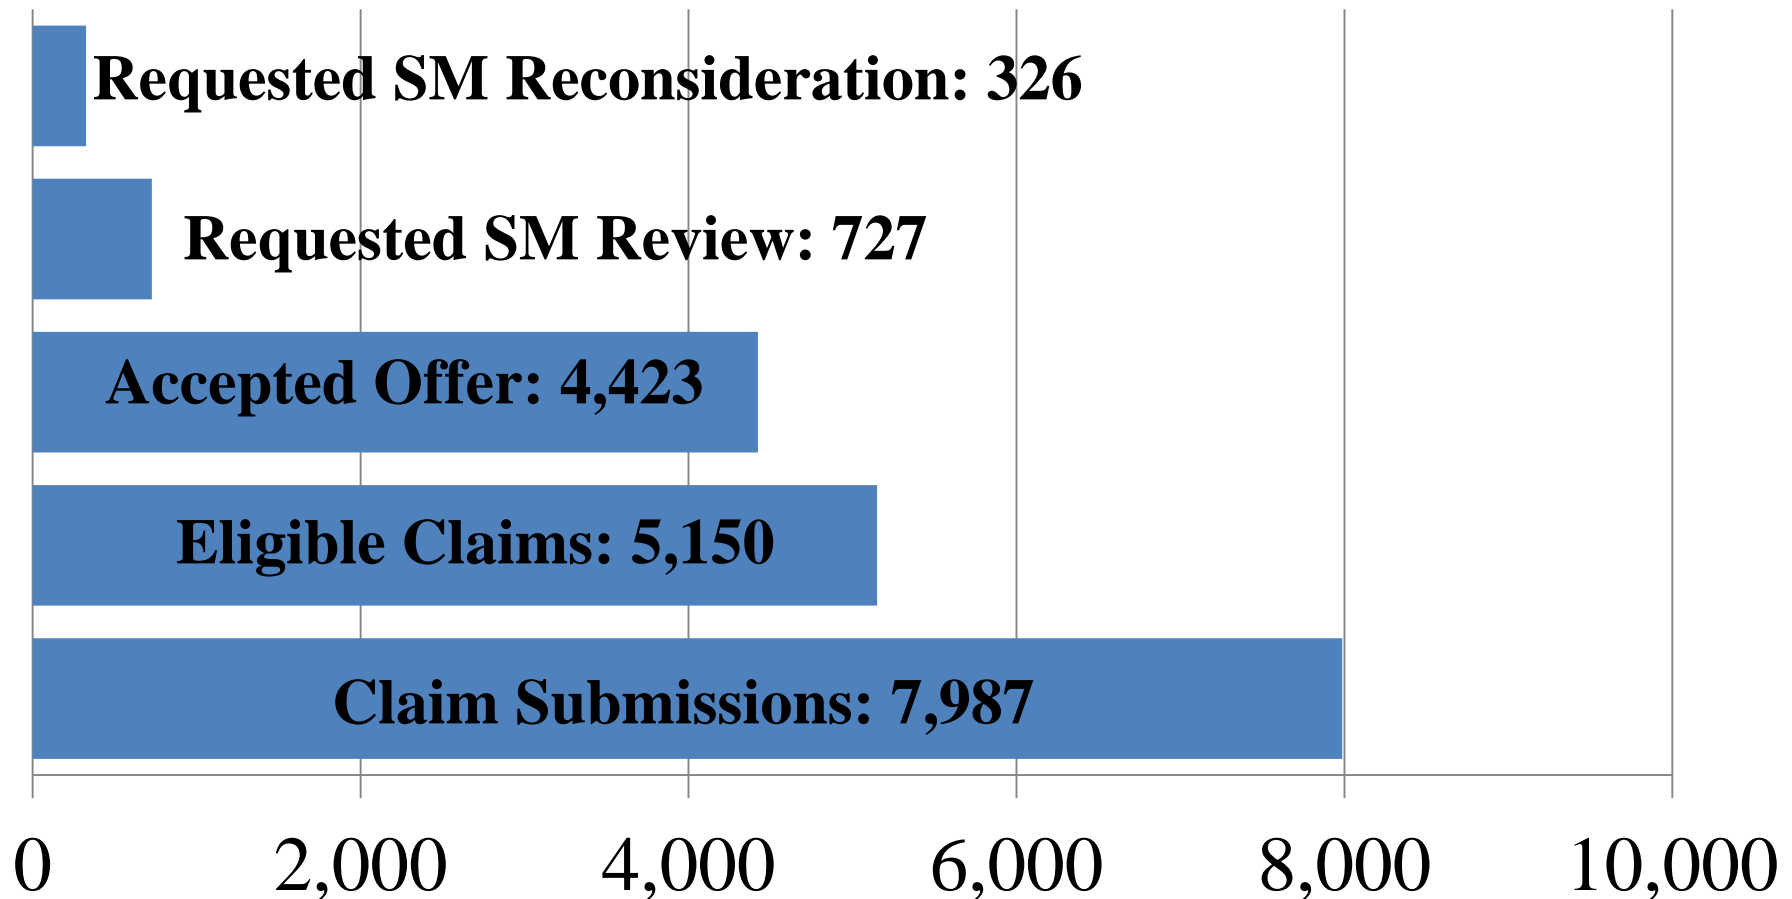 Requested SM Reconsideration: 326
Requested SM Review: 727
Accepted Offer: 4,423
Eligible Claims: 5,150
Claim Submissions: 7,987
0 2,000 4,000 6,000 8,000 10,000